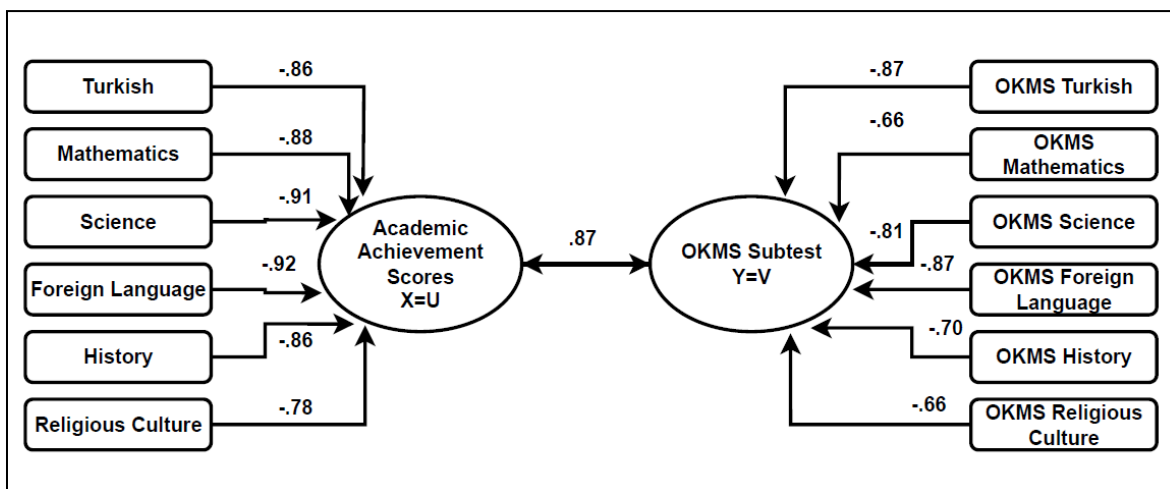 Turkish
-.86
Mathematics
-.88
Science
-.91
Foreign Language
-.92
History
-.86
Religious Culture
-.78
Academic
Achievement
Scores
X=U
.87
OKMS Subtest
Y=V
-.87
OKMS Turkish
-.66
OKMS
Mathematics
-.81
OKMS Science
-.87
OKMS Foreign
Language
-.70
OKMS History
-.66
OKMS Religious
Culture